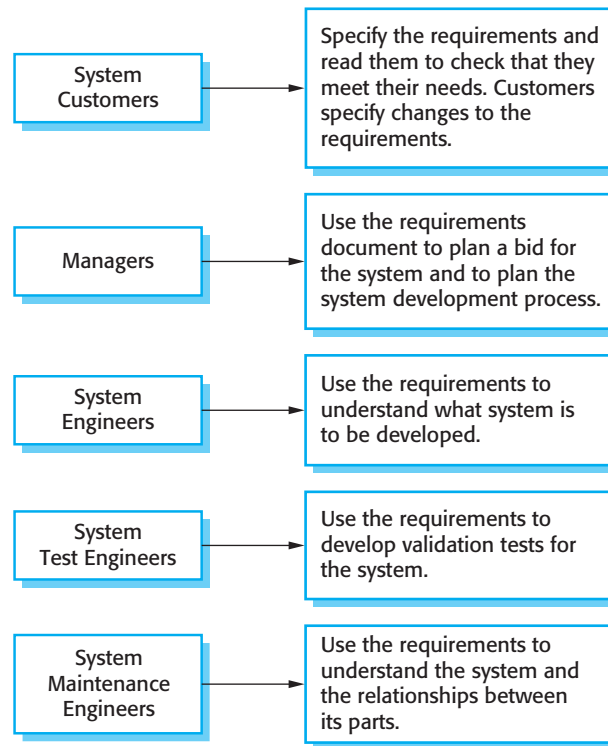 System
Customers
Specify the requirements and
read them to check that they
meet their needs. Customers
specify changes to the
requirements.
Managers
Use the requirements
document to plan a bid for
the system and to plan the
system development process.
System
Engineers
Use the requirements to
understand what system is
to be developed.
System
Test Engineers
Use the requirements to
develop validation tests for
the system.
System
Maintenance
Engineers
Use the requirements to
understand the system and
the relationships between
its parts.